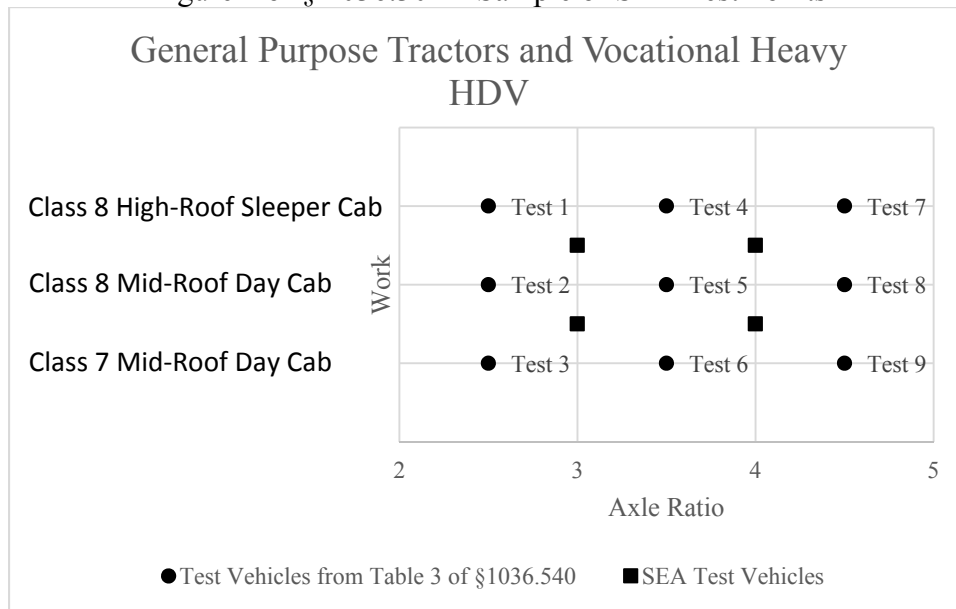 General Purpose Tractors and Vocational Heavy
HDV
Class 8 High-Roof Sleeper Cab
Test 1
Test 4
Test 7
Work
Class 8 Mid-Roof Day Cab
Test 2
Test 5
Test 8
Class 7 Mid-Roof Day Cab
Test 3
Test 6
Test 9
2
3
4
5
Axle Ratio
Test Vehicles from Table 3 of §1036.540
SEA Test Vehicles